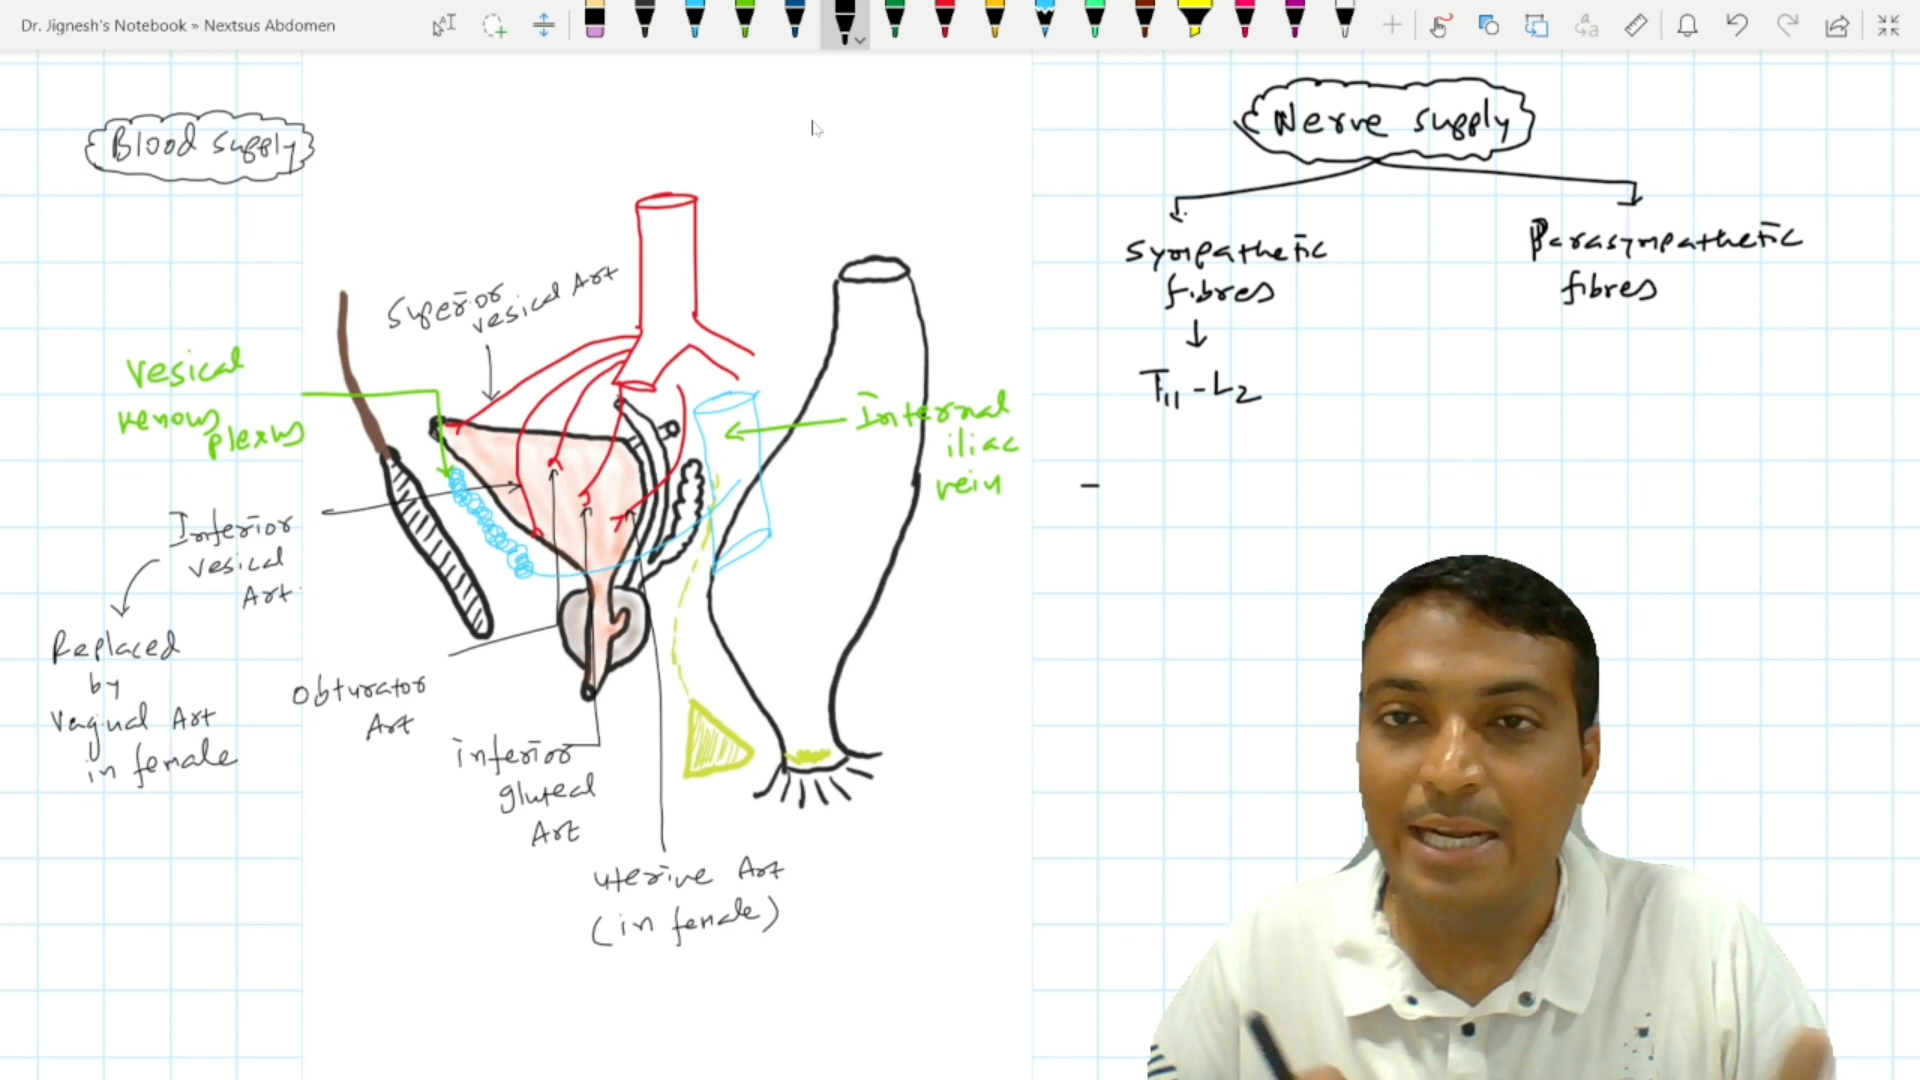 Dr. Jignesh's Notebook » Nextsus Abdomen
Blood supply
Superior
vesical Art
Vesical
venous
plexus
Inferior
vesical
Art
Replaced
by
Vaginal Art
in female
Obturator
Art
inferior
gluteal
Art
uterine Art
(in female)
Internal
iliac
vein
Nerve supply
Sympathetic
fibres
T11 - L2
Parasympathetic
fibres
-